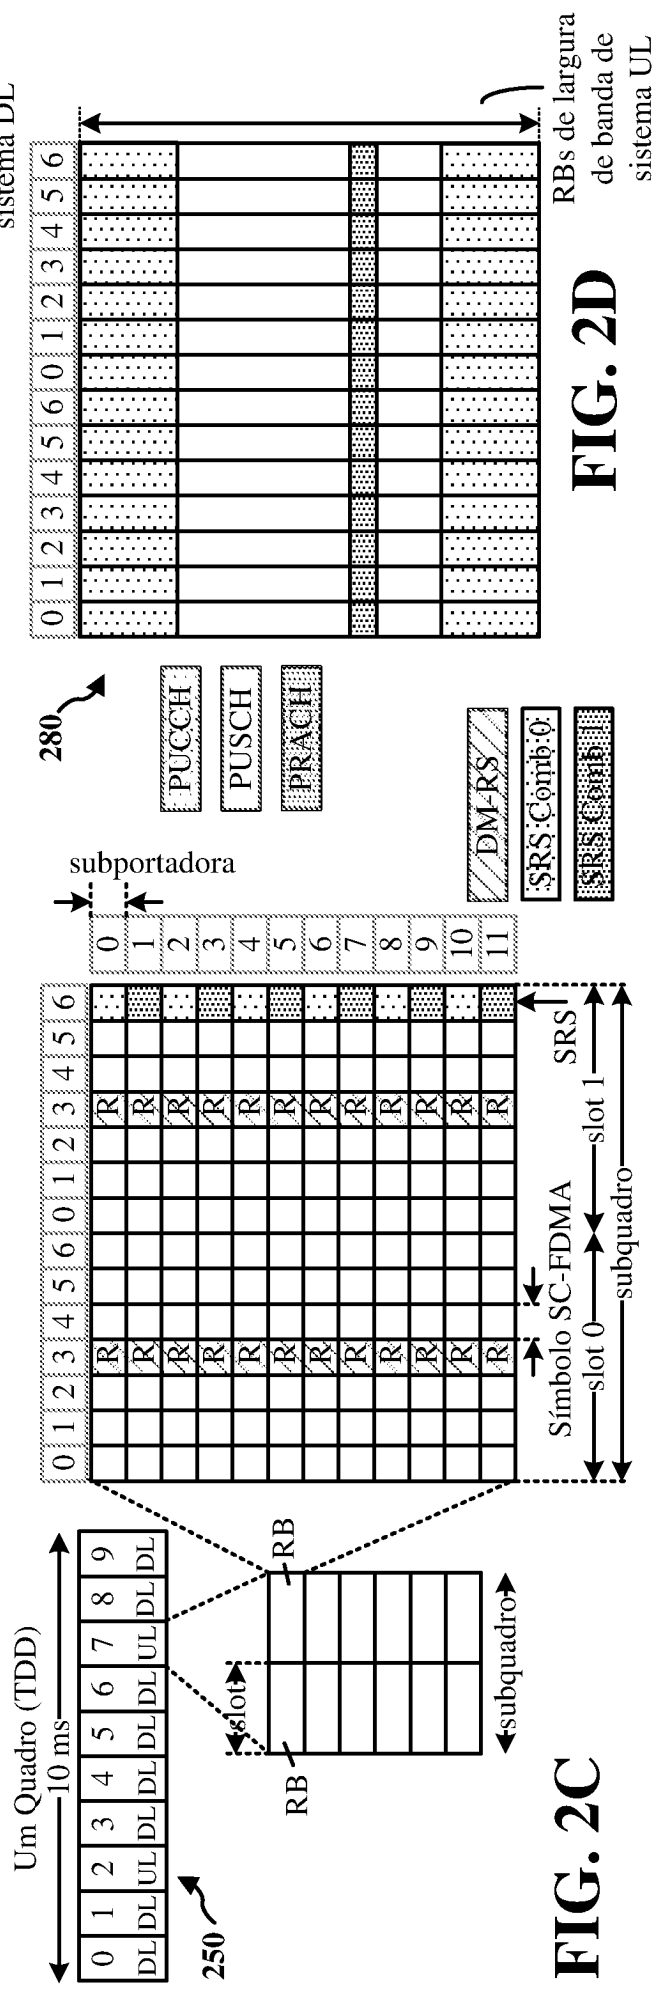 Um Quadro (TDD)
10 ms
0 1 2 3 4 5 6 7 8 9
DL DL UL DL DL DL DL UL DL DL
250
slot
RB
RB
subquadro
FIG. 2C
0 1 2 3 4 5 6 0 1 2 3 4 5 6
subportadora
0
1
2
3
4
5
6
7
8
9
10
11
R R
R R
R R
R R
R R
R R
R R
R R
R R
R R
R R
R R
Símbolo SC-FDMA
SRS
slot 0
slot 1
subquadro
DM-RS
SRS Comb 0
SRS Comb 1
280
PUCCH
PUSCH
PRACH
sistema DL
0 1 2 3 4 5 6 0 1 2 3 4 5 6
RBs de largura
de banda de
sistema UL
FIG. 2D